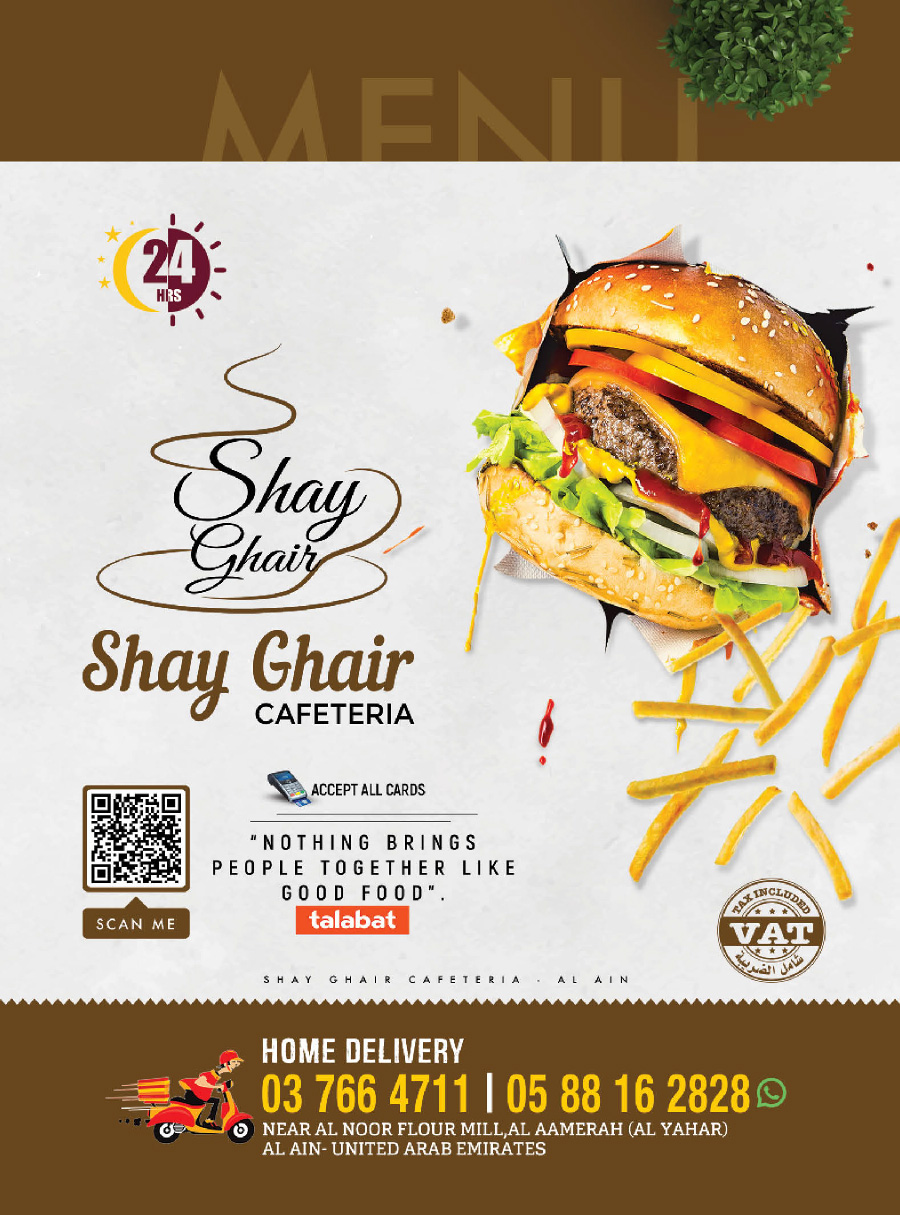 MENU
24
HRS
Shay
Ghair
Shay Ghair
CAFETERIA
ACCEPT ALL CARDS
"NOTHING BRINGS
PEOPLE TOGETHER LIKE
GOOD FOOD".
talabat
SCAN ME
TAX INCLUDED
VAT
شامل الضريبة
SHAY GHAIR CAFETERIA - AL AIN
HOME DELIVERY
03 766 4711 | 05 88 16 2828
NEAR AL NOOR FLOUR MILL,AL AAMERAH (AL YAHAR)
AL AIN- UNITED ARAB EMIRATES